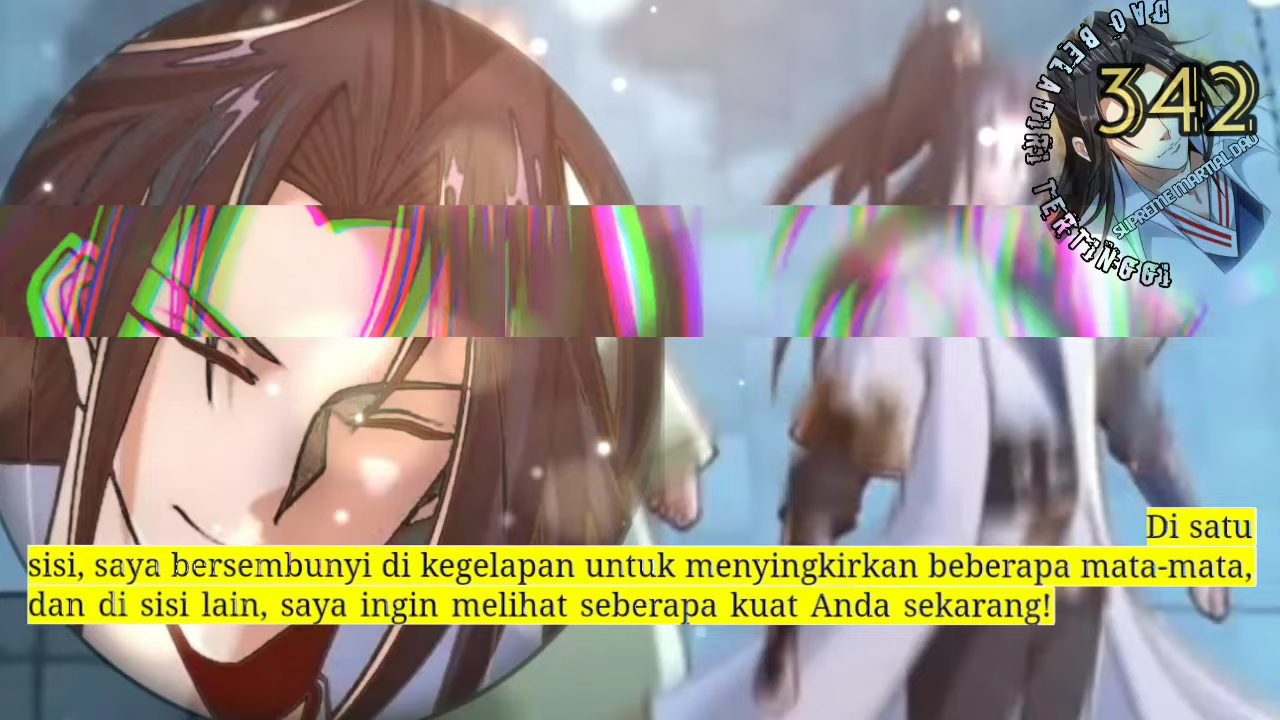 DAO BELADIRI TERTINGGI
342
SUPREME MARTIAL DAO
Di satu
sisi, saya bersembunyi di kegelapan untuk menyingkirkan beberapa mata-mata,
dan di sisi lain, saya ingin melihat seberapa kuat Anda sekarang!